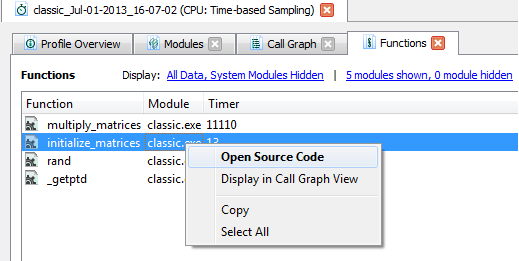 classic_Jul-01-2013_16-07-02 (CPU: Time-based Sampling)
Profile Overview Modules Call Graph Functions
Functions Display: All Data, System Modules Hidden | 5 modules shown, 0 module hidden
Function Module Timer
multiply_matrices classic.exe 11110
initialize_matrices classic.exe 13
rand classic.
_getptd classic.
Open Source Code
Display in Call Graph View
Copy
Select All